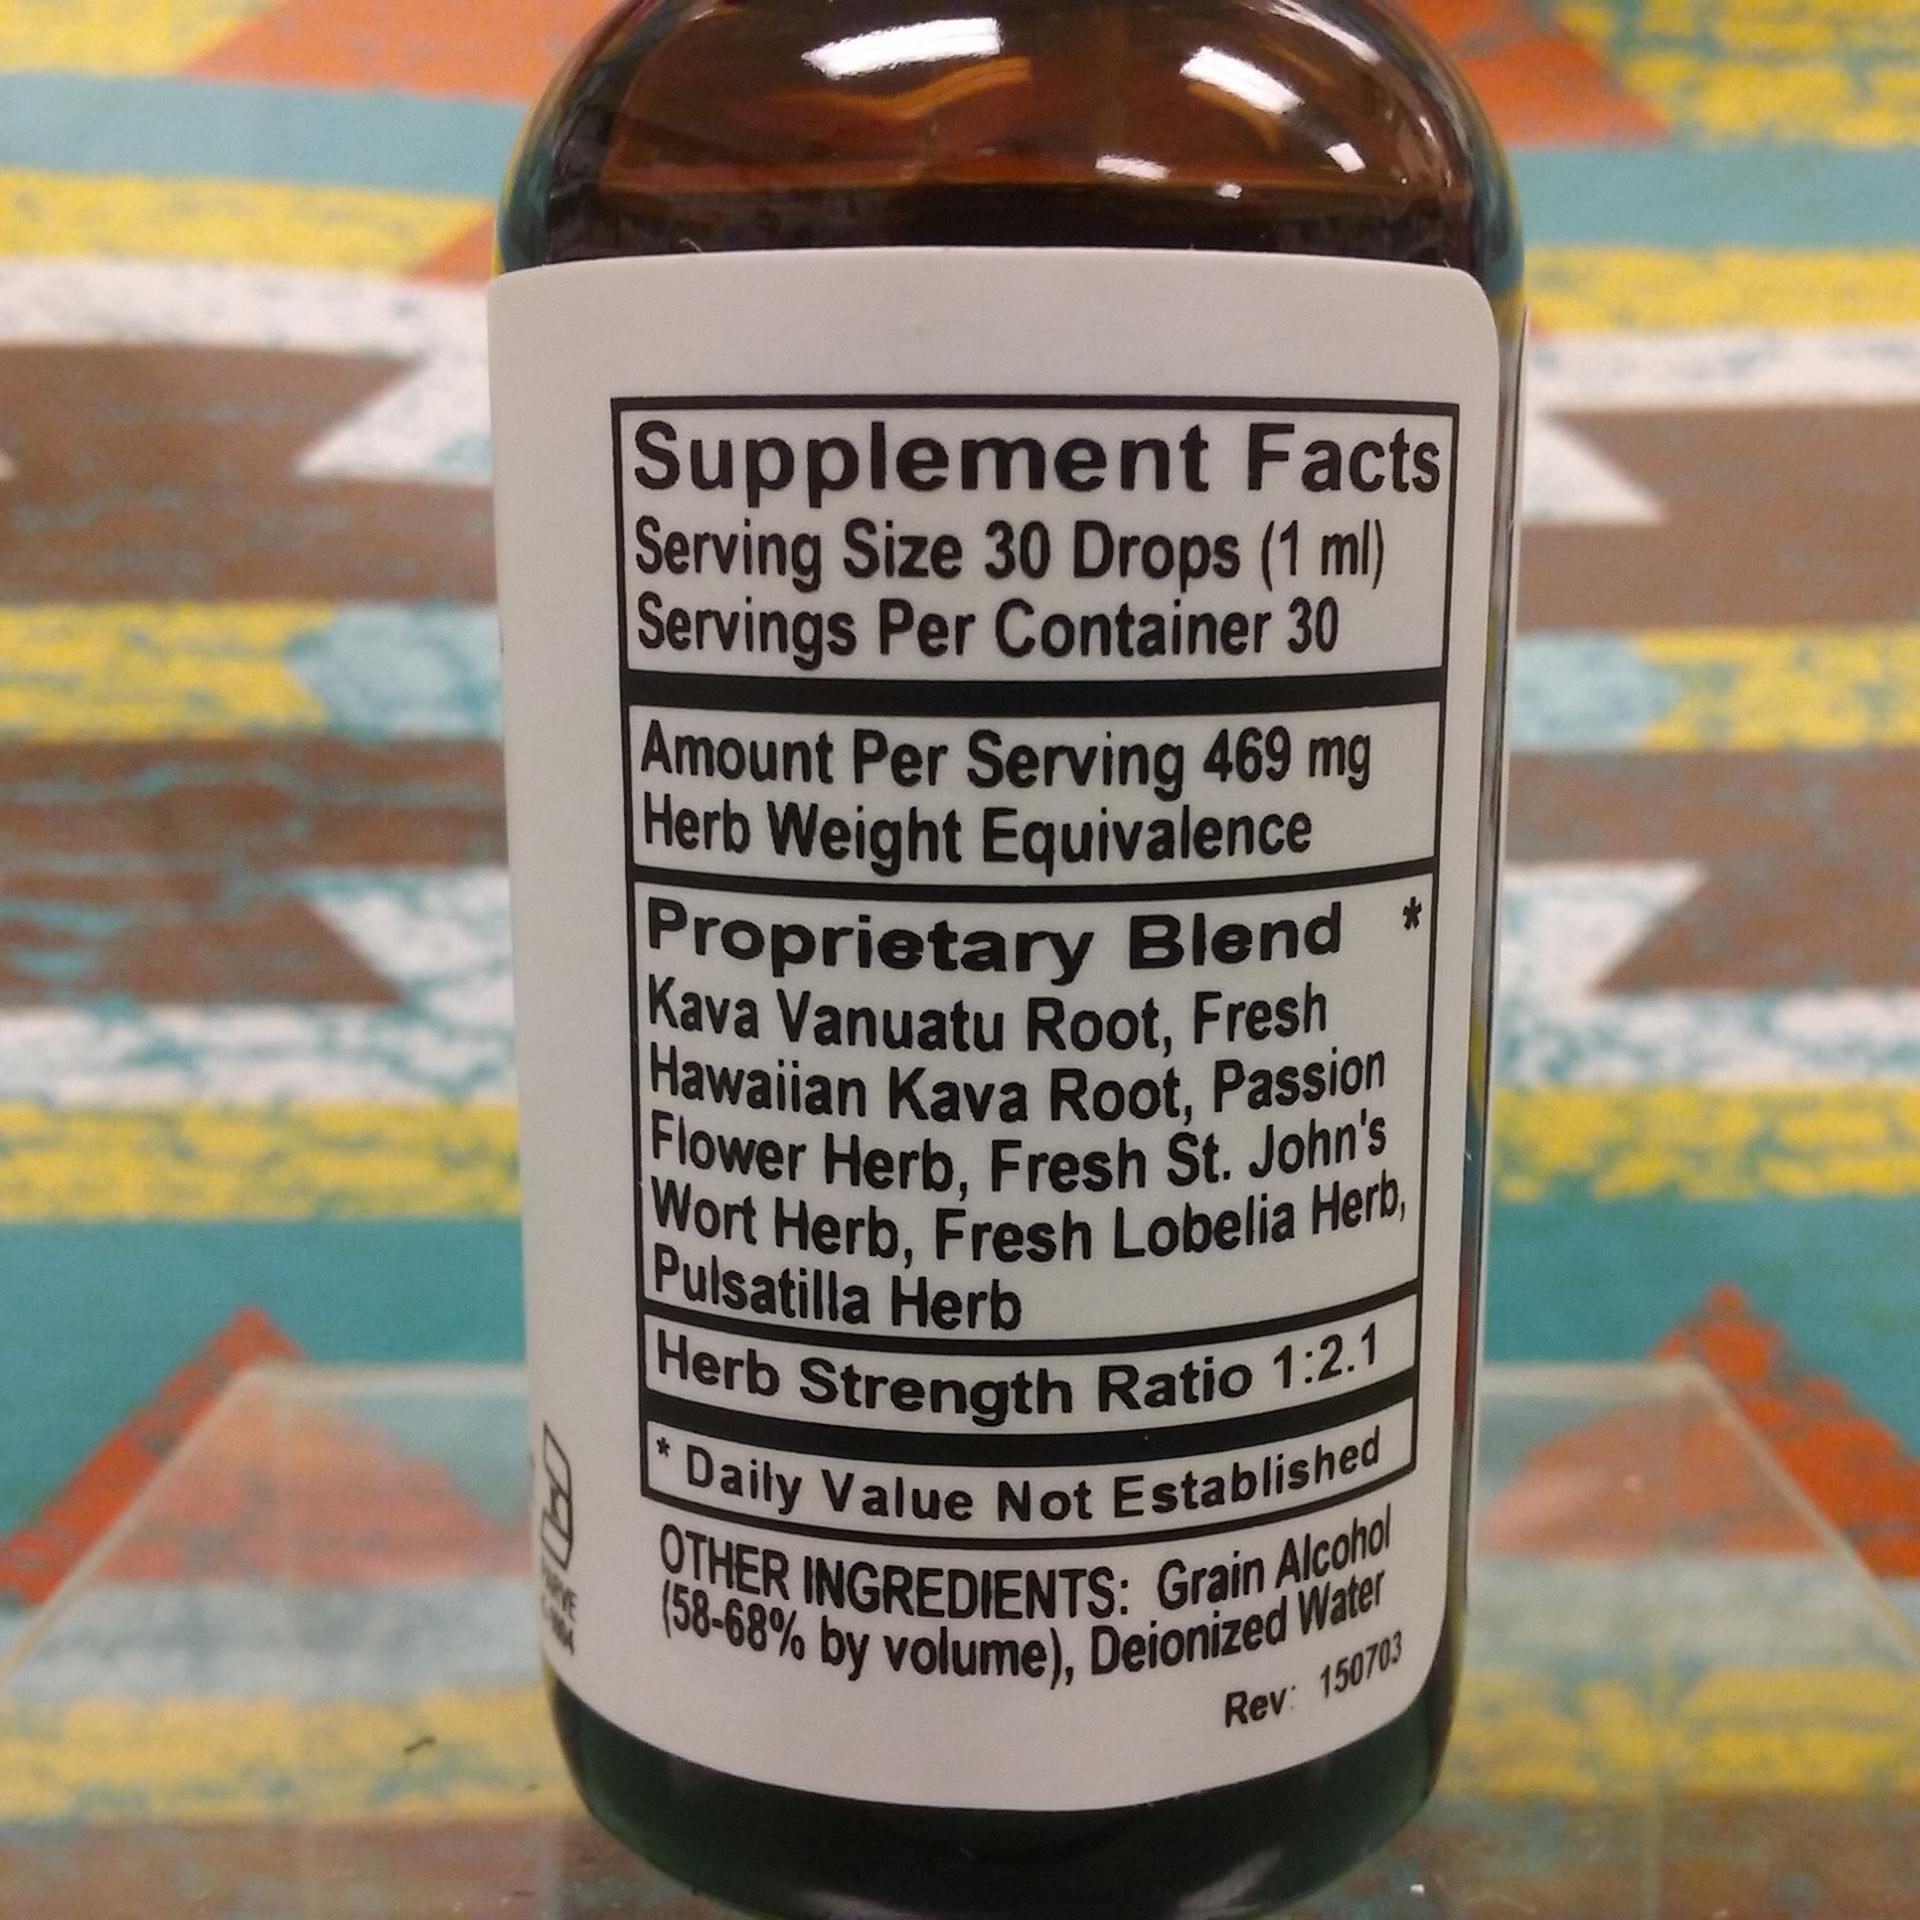 Supplement Facts
Serving Size 30 Drops (1 ml)
Servings Per Container 30
Amount Per Serving 469 mg
Herb Weight Equivalence
Proprietary Blend *
Kava Vanuatu Root, Fresh
Hawaiian Kava Root, Passion
Flower Herb, Fresh St. John's
Wort Herb, Fresh Lobelia Herb,
Pulsatilla Herb
Herb Strength Ratio 1:2.1
* Daily Value Not Established
OTHER INGREDIENTS: Grain Alcohol
(58-68% by volume), Deionized Water
Rev: 150703